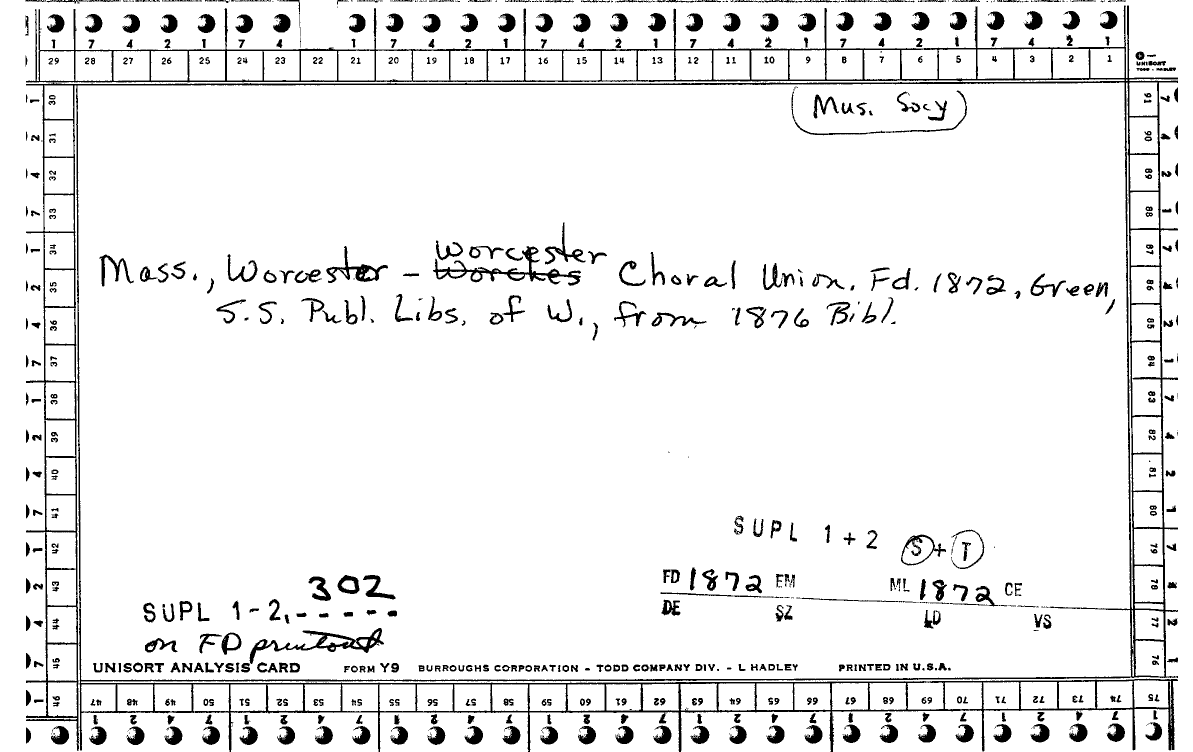 1 7 4 2 1 7 4 1 7 4 2 1 7 4 2 1 7 4 2 1 7 4 2 1 7 4 2 1
29 28 27 26 25 24 23 22 21 20 19 18 17 16 15 14 13 12 11 10 9 8 7 6 5 4 3 2 1
UNISORT
TODD - HADLEY
(Mus. Socy)
Mass., Worcester - Worcester ~~Worches~~ Choral Union. Fd. 1872, Green,
S.S. Publ. Libs. of W., from 1876 Bibl.
1 30
2 31
4 32
7 33
1 34
2 35
4 36
7 37
1 38
2 39
4 40
7 41
1 42
2 43
4 44
7 45
1 46
91 7
90 4
89 2
88 1
87 7
86 4
85 2
84 1
83 7
82 4
81 2
80 1
79 7
78 4
77 2
76 1
SUPL 1+2 (S)+(T)
FD 1872 EM ML 1872 CE
DE SZ LD VS
302
SUPL 1-2,-----
on FD printout
UNISORT ANALYSIS CARD FORM Y9 BURROUGHS CORPORATION - TODD COMPANY DIV. - L HADLEY PRINTED IN U.S.A.
47 48 49 50 51 52 53 54 55 56 57 58 59 60 61 62 63 64 65 66 67 68 69 70 71 72 73 74 75
1 2 4 7 1 2 4 7 1 2 4 7 1 2 4 7 1 2 4 7 1 2 4 7 1 2 4 7 1